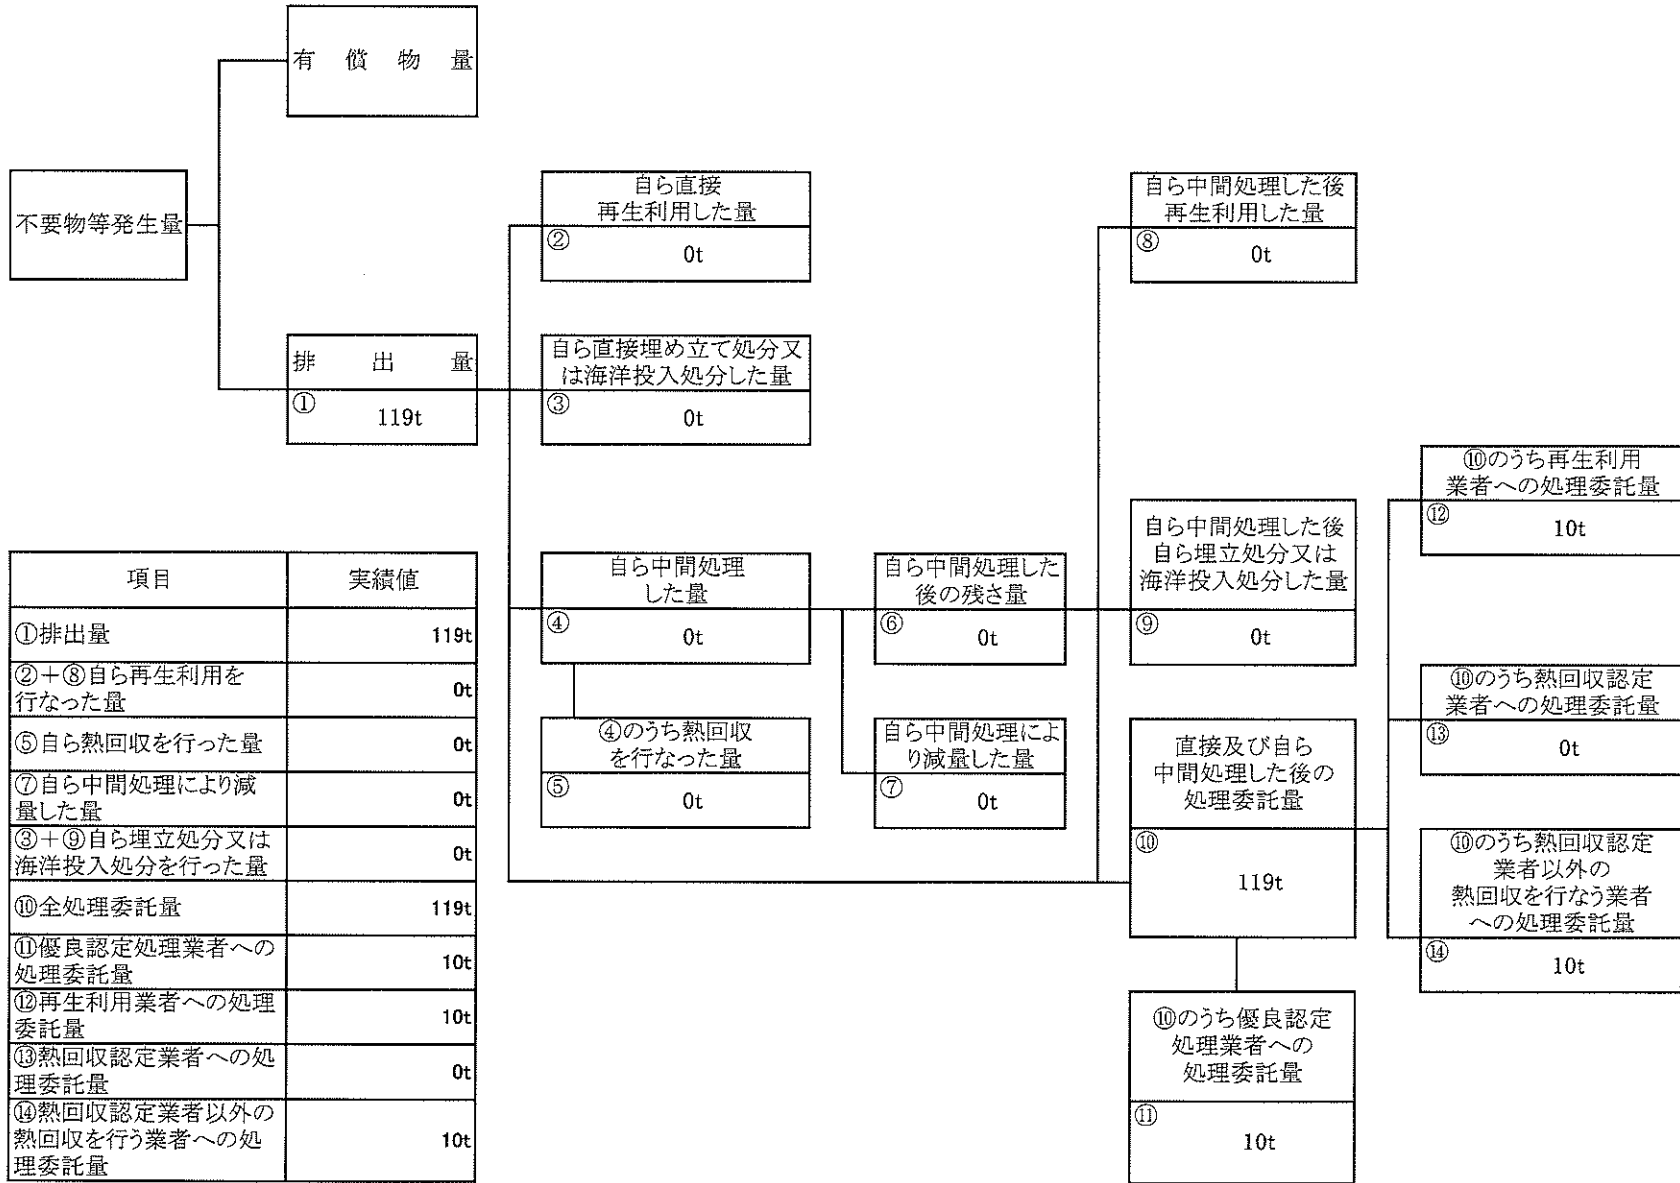 有償物量
不要物等発生量
排出量
① 119t
自ら直接
再生利用した量
② 0t
自ら直接埋め立て処分又
は海洋投入処分した量
③ 0t
自ら中間処理
した量
④ 0t
④のうち熱回収
を行なった量
⑤ 0t
自ら中間処理した
後の残さ量
⑥ 0t
自ら中間処理によ
り減量した量
⑦ 0t
自ら中間処理した後
再生利用した量
⑧ 0t
自ら中間処理した後
自ら埋立処分又は
海洋投入処分した量
⑨ 0t
直接及び自ら
中間処理した後の
処理委託量
⑩
119t
⑩のうち優良認定
処理業者への
処理委託量
⑪
10t
⑩のうち再生利用
業者への処理委託量
⑫ 10t
⑩のうち熱回収認定
業者への処理委託量
⑬ 0t
⑩のうち熱回収認定
業者以外の
熱回収を行なう業者
への処理委託量
⑭ 10t
項目 実績値
①排出量 119t
②+⑧自ら再生利用を
行なった量 0t
⑤自ら熱回収を行った量 0t
⑦自ら中間処理により減
量した量 0t
③+⑨自ら埋立処分又は
海洋投入処分を行った量 0t
⑩全処理委託量 119t
⑪優良認定処理業者への
処理委託量 10t
⑫再生利用業者への処理
委託量 10t
⑬熱回収認定業者への処
理委託量 0t
⑭熱回収認定業者以外の
熱回収を行う業者への処
理委託量 10t